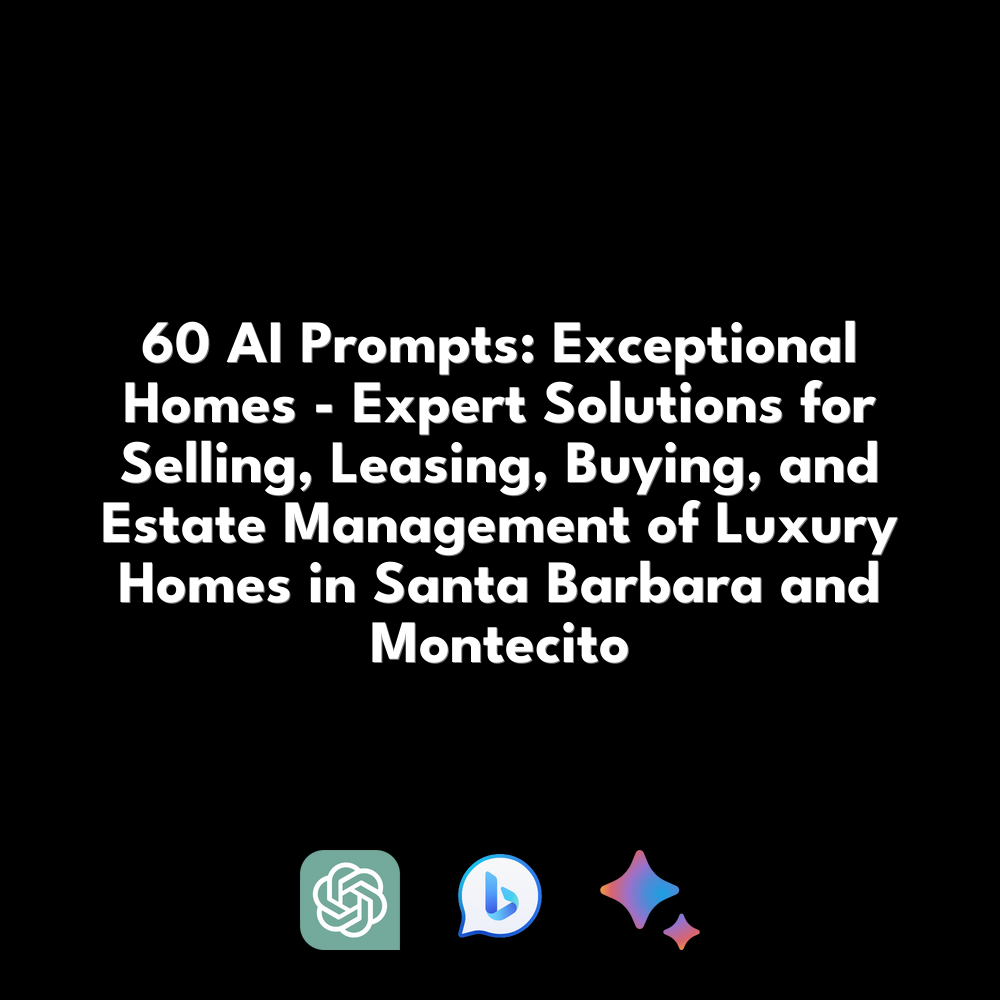 60 AI Prompts: Exceptional
Homes - Expert Solutions for
Selling, Leasing, Buying, and
Estate Management of Luxury
Homes in Santa Barbara and
Montecito